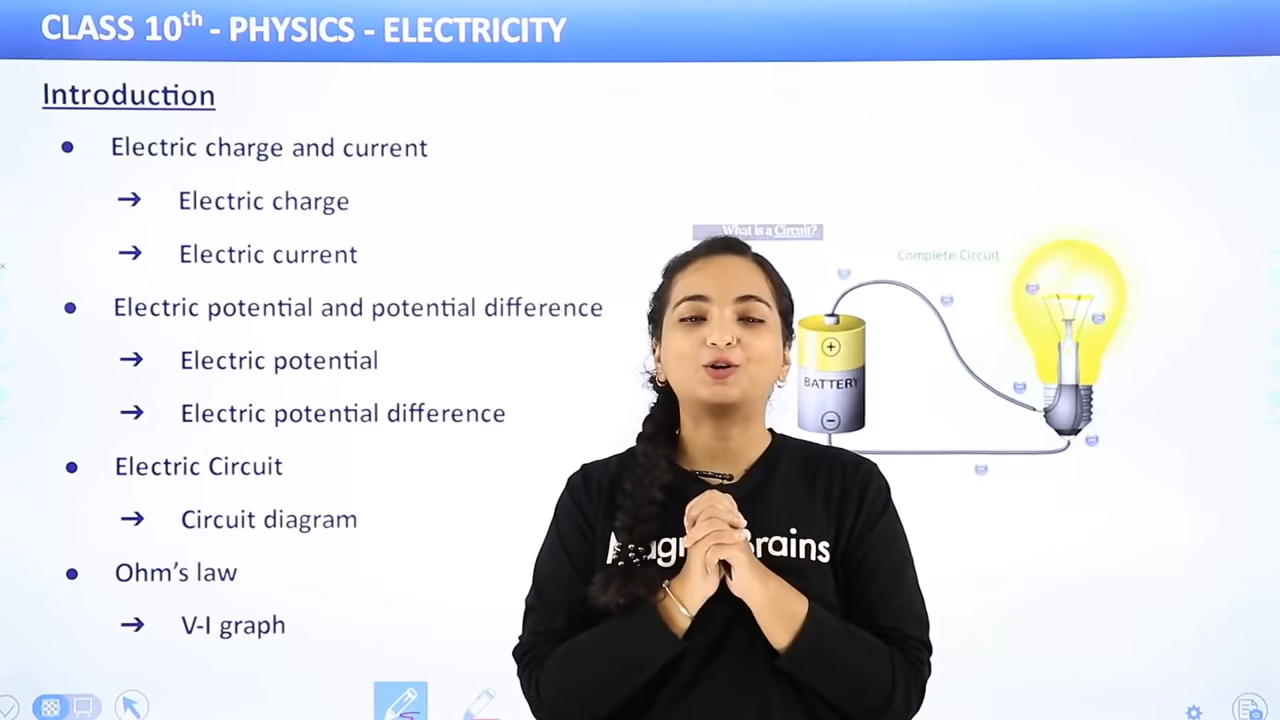 CLASS 10th - PHYSICS - ELECTRICITY
Introduction
• Electric charge and current
→ Electric charge
→ Electric current
• Electric potential and potential difference
→ Electric potential
→ Electric potential difference
• Electric Circuit
→ Circuit diagram
• Ohm's law
→ V-I graph
What is a Circuit?
Complete Circuit
+
BATTERY
−
Brains